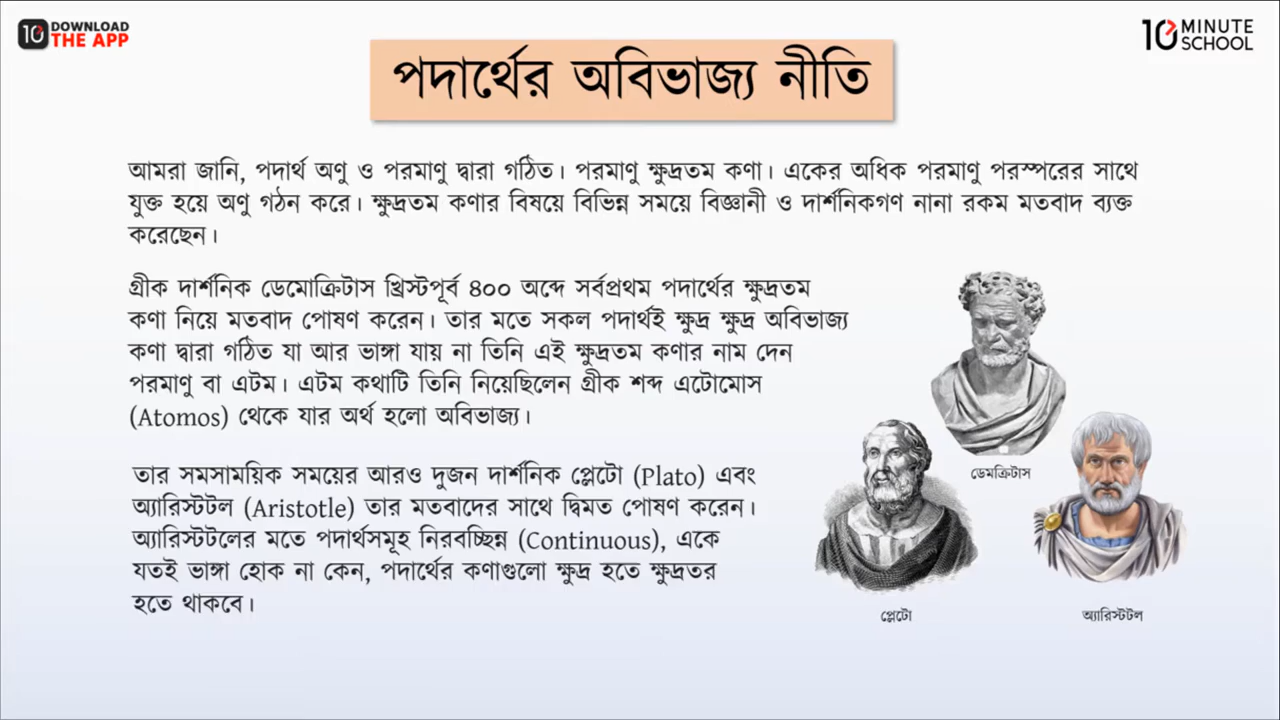 DOWNLOAD
THE APP
10 MINUTE
SCHOOL
পদার্থের অবিভাজ্য নীতি
আমরা জানি, পদার্থ অণু ও পরমাণু দ্বারা গঠিত। পরমাণু ক্ষুদ্রতম কণা। একের অধিক পরমাণু পরস্পরের সাথে
যুক্ত হয়ে অণু গঠন করে। ক্ষুদ্রতম কণার বিষয়ে বিভিন্ন সময়ে বিজ্ঞানী ও দার্শনিকগণ নানা রকম মতবাদ ব্যক্ত
করেছেন।
গ্রীক দার্শনিক ডেমোক্রিটাস খ্রিস্টপূর্ব ৪০০ অব্দে সর্বপ্রথম পদার্থের ক্ষুদ্রতম
কণা নিয়ে মতবাদ পোষণ করেন। তার মতে সকল পদার্থই ক্ষুদ্র ক্ষুদ্র অবিভাজ্য
কণা দ্বারা গঠিত যা আর ভাঙ্গা যায় না তিনি এই ক্ষুদ্রতম কণার নাম দেন
পরমাণু বা এটম। এটম কথাটি তিনি নিয়েছিলেন গ্রীক শব্দ এটোমোস
(Atomos) থেকে যার অর্থ হলো অবিভাজ্য।
তার সমসাময়িক সময়ের আরও দুজন দার্শনিক প্লেটো (Plato) এবং
অ্যারিস্টটল (Aristotle) তার মতবাদের সাথে দ্বিমত পোষণ করেন।
অ্যারিস্টটলের মতে পদার্থসমূহ নিরবচ্ছিন্ন (Continuous), একে
যতই ভাঙ্গা হোক না কেন, পদার্থের কণাগুলো ক্ষুদ্র হতে ক্ষুদ্রতর
হতে থাকবে।
ডেমক্রিটাস
প্লেটো
অ্যারিস্টটল